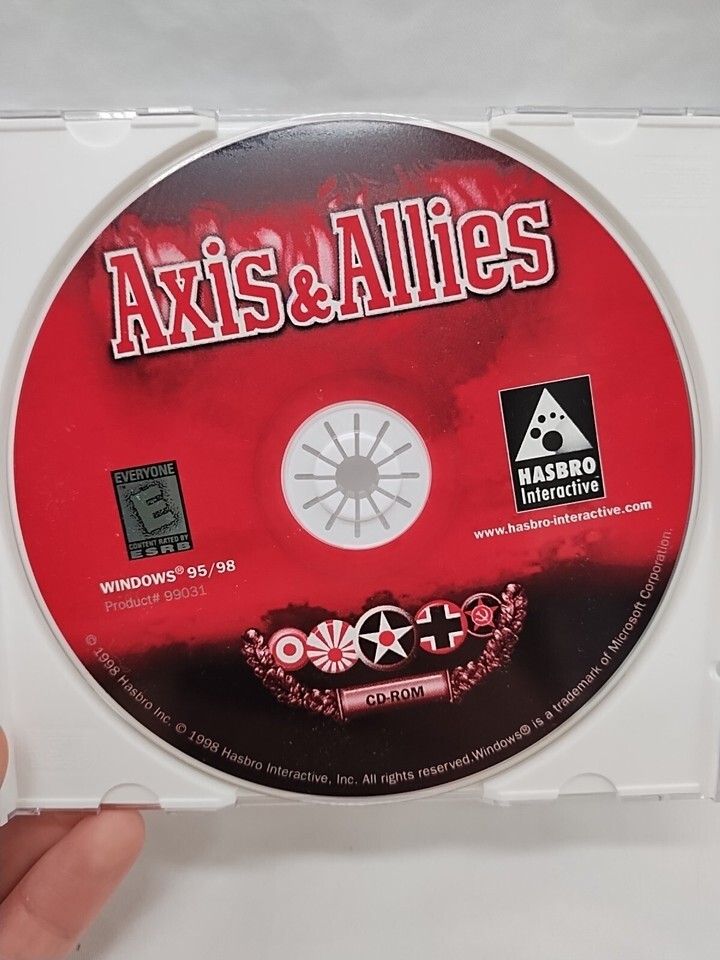 Axis & Allies
HASBRO
Interactive™
www.hasbro-interactive.com
EVERYONE
E
CONTENT RATED BY
ESRB
WINDOWS® 95/98
Product# 99031
CD-ROM
© 1998 Hasbro Inc. © 1998 Hasbro Interactive, Inc. All rights reserved. Windows® is a trademark of Microsoft Corporation.